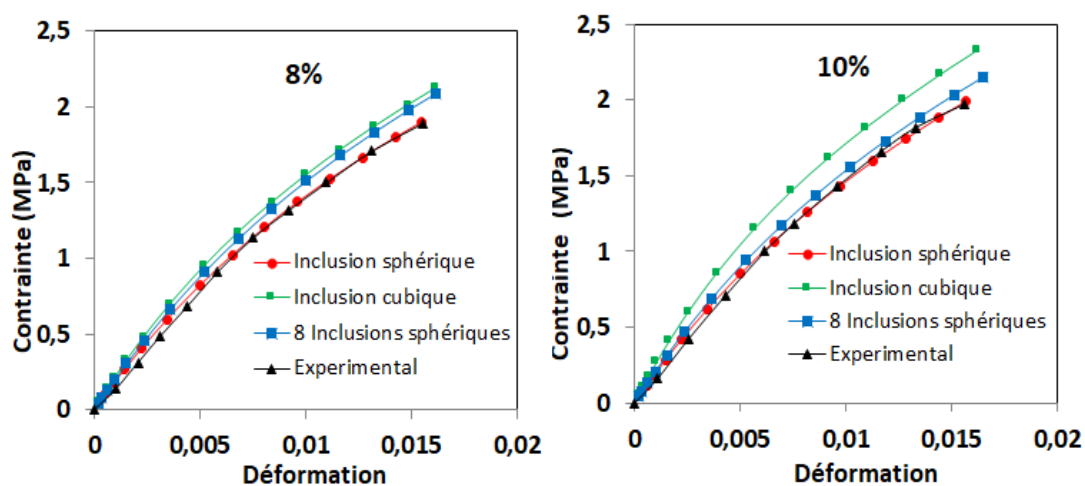 2,5
2
1,5
1
0,5
0
Contrainte (MPa)
8%
Inclusion sphérique
Inclusion cubique
8 Inclusions sphériques
Experimental
0 0,005 0,01 0,015 0,02
Déformation
2,5
2
1,5
1
0,5
0
Contrainte (MPa)
10%
Inclusion sphérique
Inclusion cubique
8 Inclusions sphériques
Experimental
0 0,005 0,01 0,015 0,02
Déformation